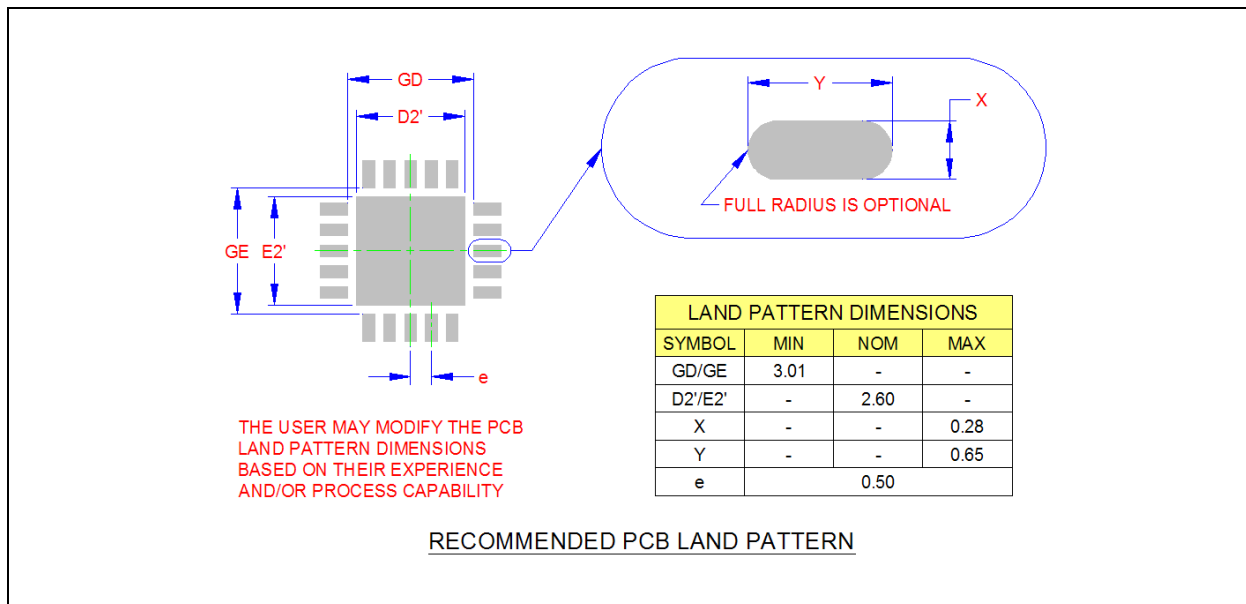 GD
D2'
Y
X
FULL RADIUS IS OPTIONAL
GE
E2'
e
THE USER MAY MODIFY THE PCB
LAND PATTERN DIMENSIONS
BASED ON THEIR EXPERIENCE
AND/OR PROCESS CAPABILITY
LAND PATTERN DIMENSIONS
SYMBOL MIN NOM MAX
GD/GE 3.01 - -
D2'/E2' - 2.60 -
X - - 0.28
Y - - 0.65
e 0.50
RECOMMENDED PCB LAND PATTERN